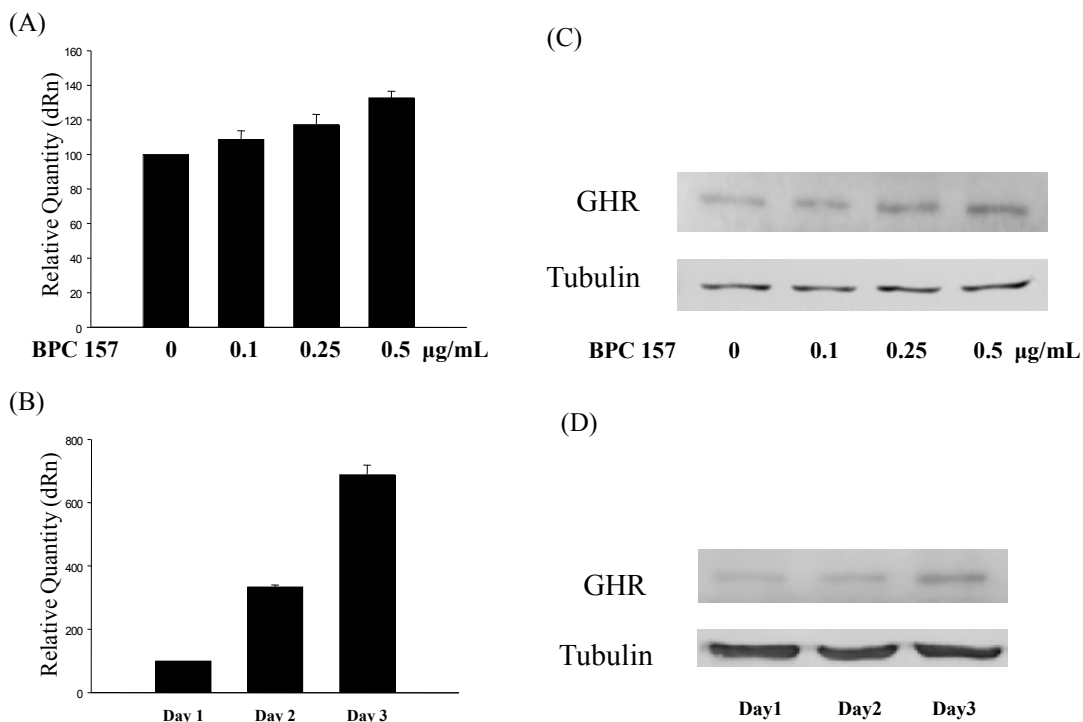 (A)
160
140
120
100
80
60
40
20
0
Relative Quantity (dRn)
BPC 157 0 0.1 0.25 0.5 μg/mL
(B)
800
600
400
200
0
Relative Quantity (dRn)
Day 1 Day 2 Day 3
(C)
GHR
Tubulin
BPC 157 0 0.1 0.25 0.5 μg/mL
(D)
GHR
Tubulin
Day1 Day2 Day3